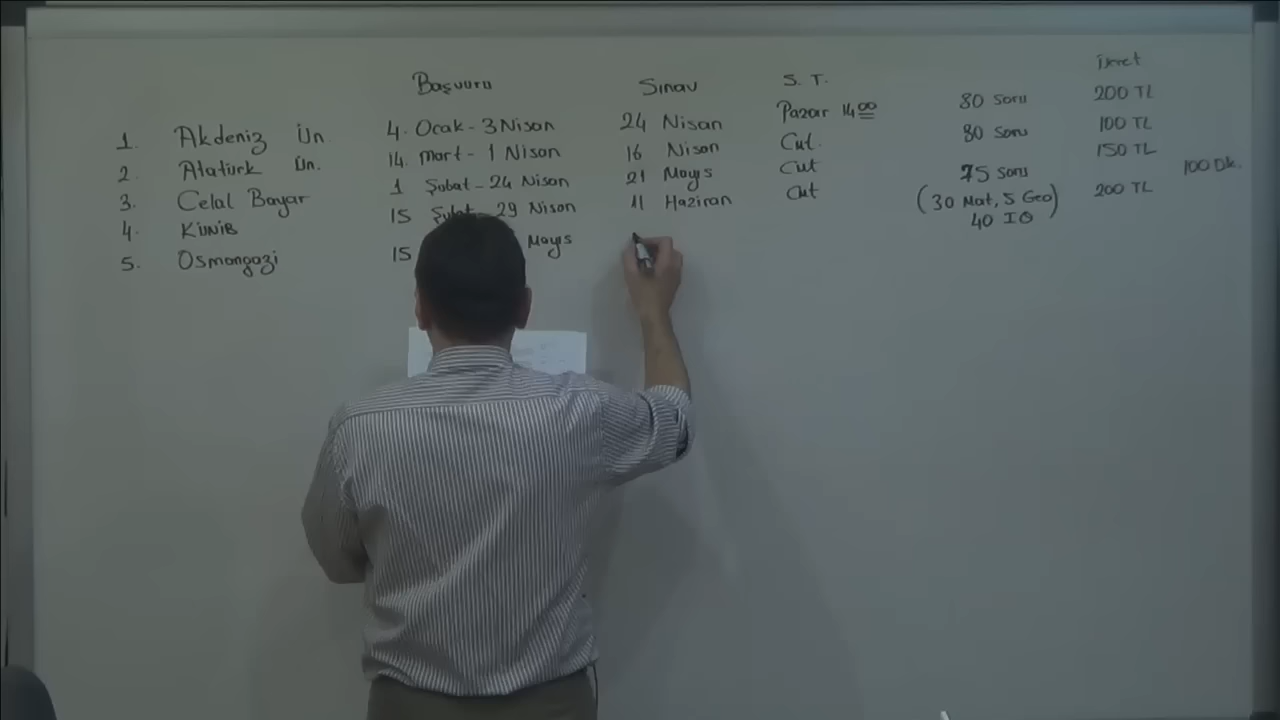 Başvuru Sınav S. T. Ücret
1. Akdeniz Ün. 4. Ocak - 3 Nisan 24 Nisan Pazar 14 00 80 Soru 200 TL
2. Atatürk Ün. 14. Mart - 1 Nisan 16 Nisan Cut. 80 Soru 100 TL
3. Celal Bayar 1 Şubat - 24 Nisan 21 Mayıs Cut 75 Soru 150 TL 100 Dk.
4. 15 Şubat - 29 Nisan 11 Haziran Cut (30 Mat, 5 Geo) 200 TL
40 IQ
5. Osmangazi 15 Mayıs